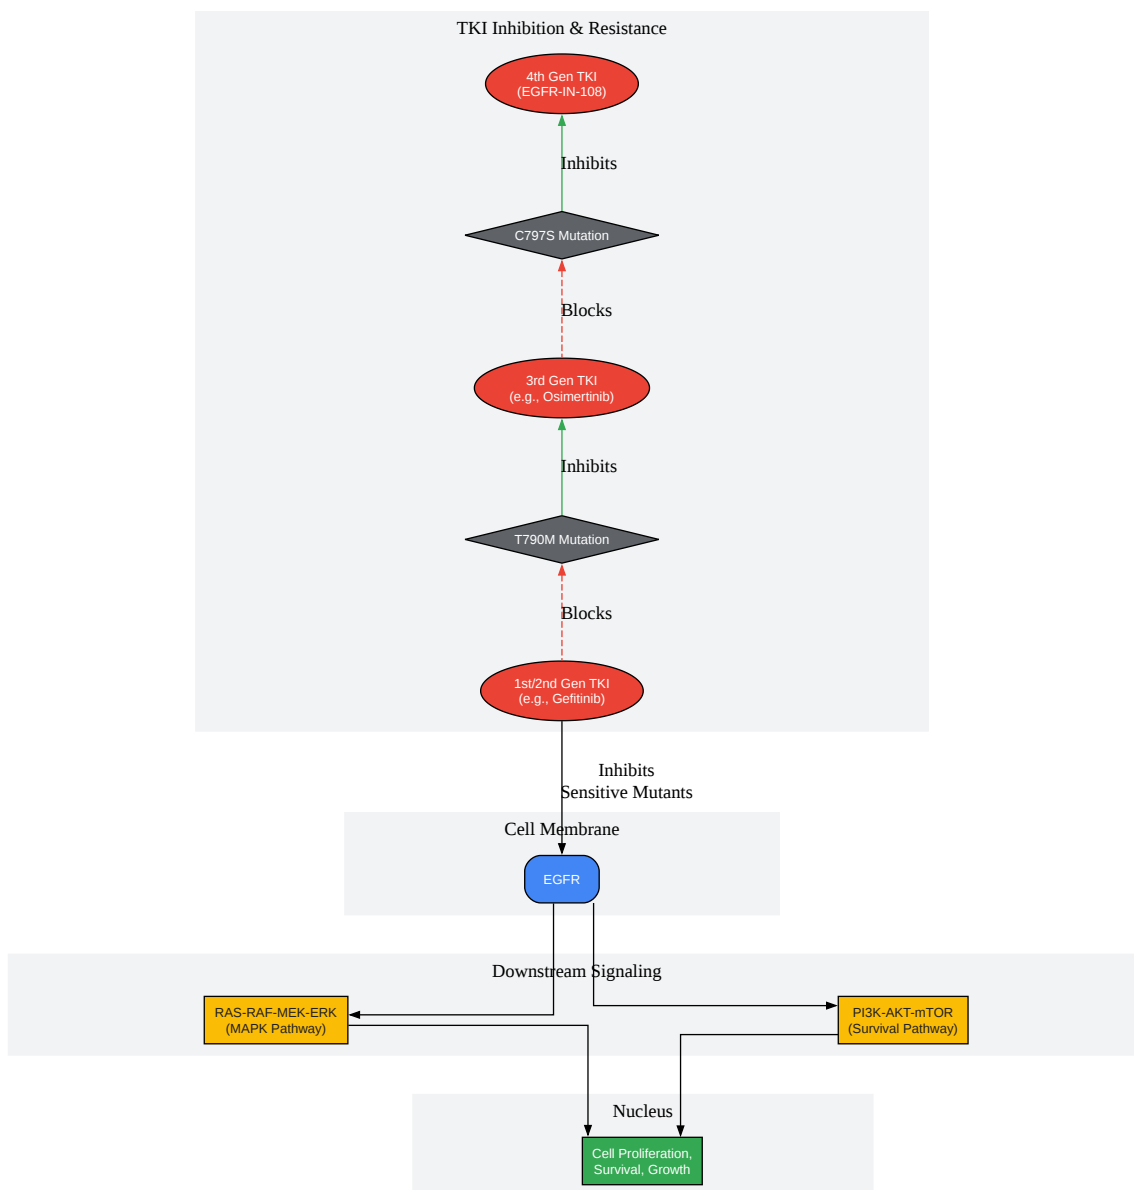 TKI Inhibition & Resistance
4th Gen TKI
(EGFR-IN-108)
Inhibits
C797S Mutation
Blocks
3rd Gen TKI
(e.g., Osimertinib)
Inhibits
T790M Mutation
Blocks
1st/2nd Gen TKI
(e.g., Gefitinib)
Inhibits
Sensitive Mutants
Cell Membrane
EGFR
Downstream Signaling
RAS-RAF-MEK-ERK
(MAPK Pathway)
PI3K-AKT-mTOR
(Survival Pathway)
Nucleus
Cell Proliferation,
Survival, Growth